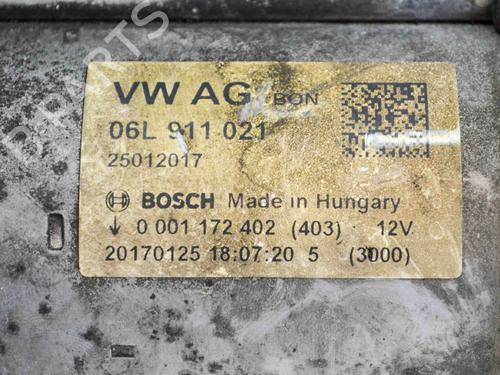 VW AG BON
06L 911 021
25012017
BOSCH Made in Hungary
↓ 0 001 172 402 (403) 12V
20170125 18:07:20 5 (3000)